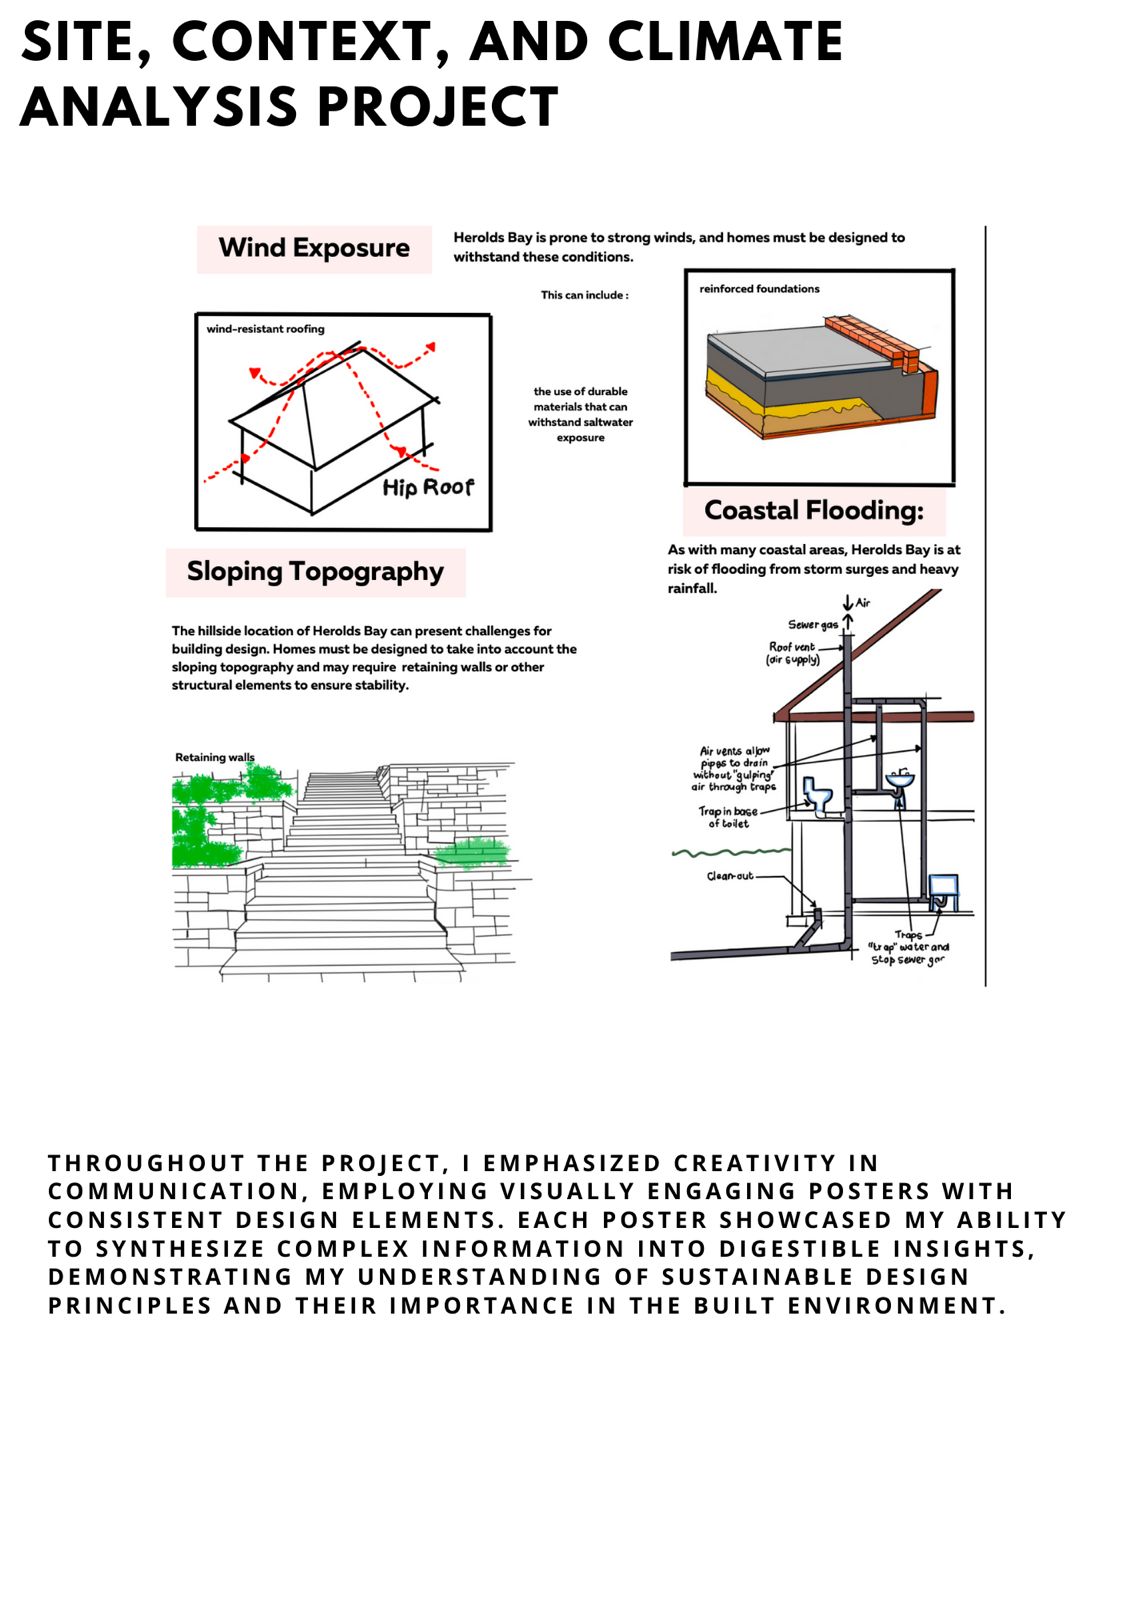 SITE, CONTEXT, AND CLIMATE
ANALYSIS PROJECT
Wind Exposure
Herolds Bay is prone to strong winds, and homes must be designed to
withstand these conditions.
This can include :
wind-resistant roofing
Hip Roof
the use of durable
materials that can
withstand saltwater
exposure
reinforced foundations
Sloping Topography
The hillside location of Herolds Bay can present challenges for
building design. Homes must be designed to take into account the
sloping topography and may require retaining walls or other
structural elements to ensure stability.
Retaining walls
Coastal Flooding:
As with many coastal areas, Herolds Bay is at
risk of flooding from storm surges and heavy
rainfall.
Air
Sewer gas
Roof vent
(air supply)
Air vents allow
pipes to drain
without "gulping"
air through traps
Trap in base
of toilet
Clean-out
Traps
"trap" water and
Stop sewer gar
THROUGHOUT THE PROJECT, I EMPHASIZED CREATIVITY IN
COMMUNICATION, EMPLOYING VISUALLY ENGAGING POSTERS WITH
CONSISTENT DESIGN ELEMENTS. EACH POSTER SHOWCASED MY ABILITY
TO SYNTHESIZE COMPLEX INFORMATION INTO DIGESTIBLE INSIGHTS,
DEMONSTRATING MY UNDERSTANDING OF SUSTAINABLE DESIGN
PRINCIPLES AND THEIR IMPORTANCE IN THE BUILT ENVIRONMENT.